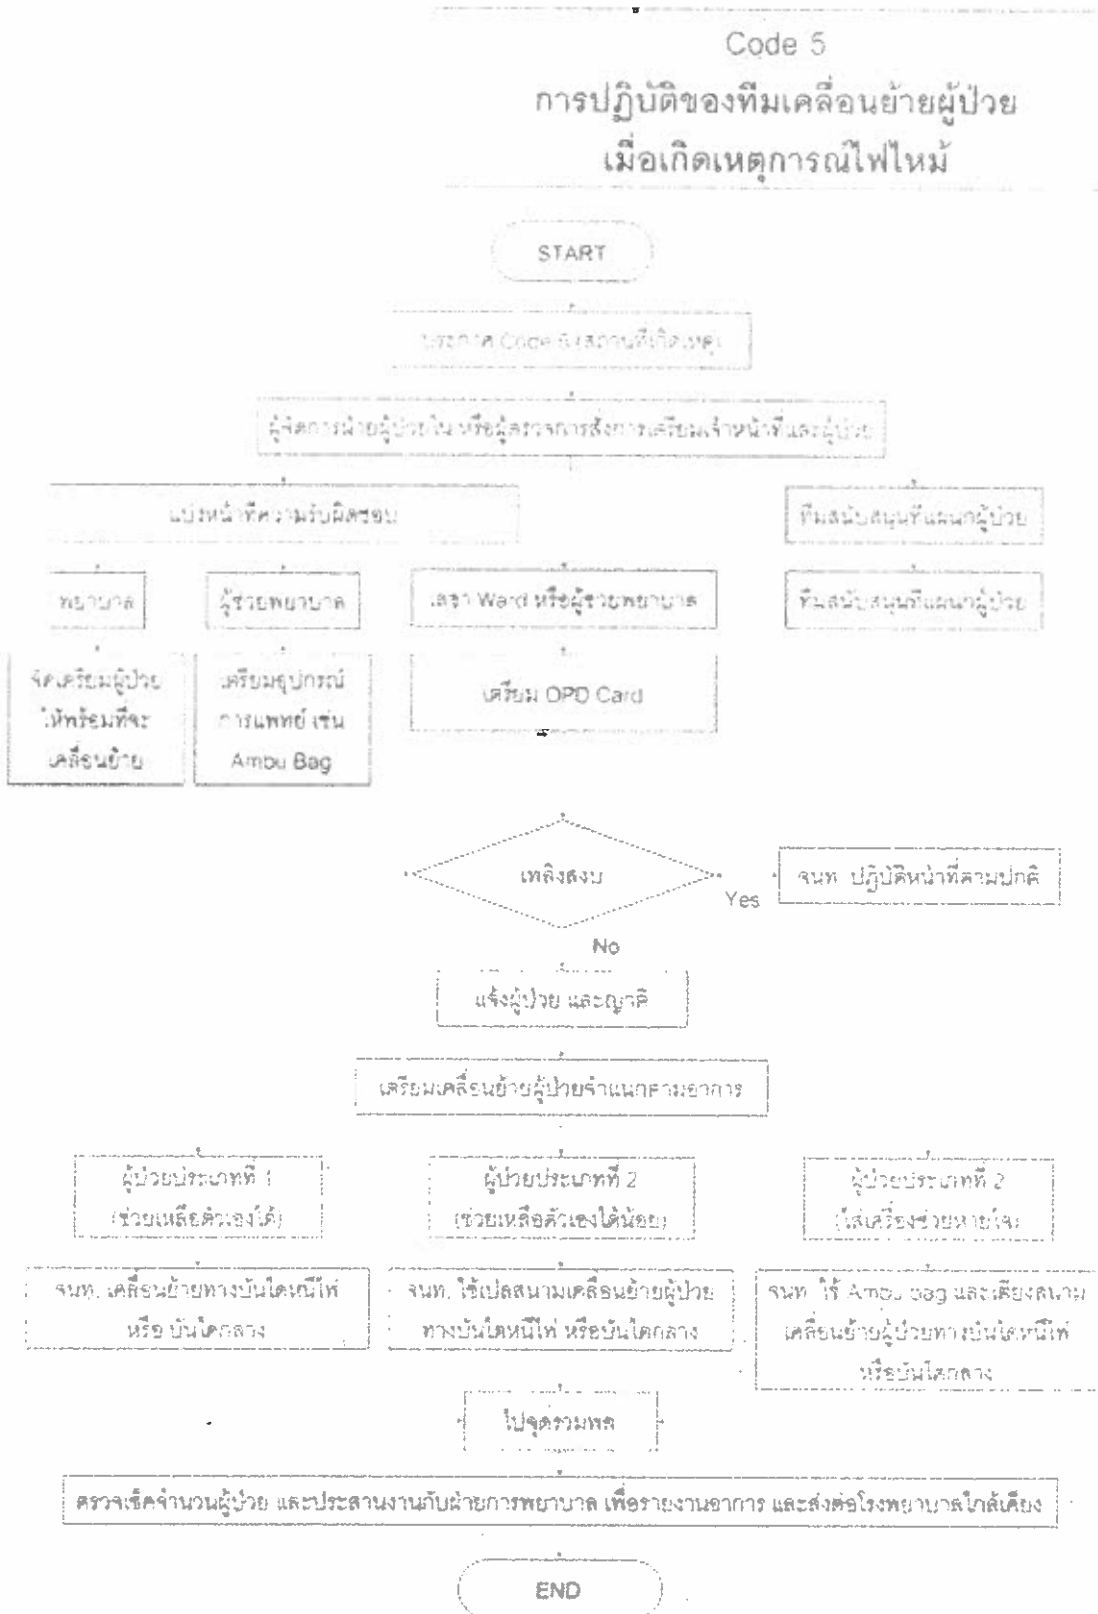 Code 5
การปฏิบัติของทีมเคลื่อนย้ายผู้ป่วย
เมื่อเกิดเหตุการณ์ไฟไหม้
START
ประกาศ Code 5 (สถานที่เกิดเหตุ)
ผู้จัดการฝ่ายผู้ป่วยใน หรือผู้ตรวจการสั่งการเตรียมเจ้าหน้าที่และผู้ป่วย
แบ่งหน้าที่ความรับผิดชอบ
ทีมสนับสนุนที่แผนกผู้ป่วย
พยาบาล
ผู้ช่วยพยาบาล
เลขา Ward หรือผู้ช่วยพยาบาล
ทีมสนับสนุนที่แผนกผู้ป่วย
จัดเตรียมผู้ป่วย
ให้พร้อมที่จะ
เคลื่อนย้าย
เตรียมอุปกรณ์
การแพทย์ เช่น
Ambu Bag
เตรียม OPD Card
เพลิงสงบ
Yes
จนท. ปฏิบัติหน้าที่ตามปกติ
No
แจ้งผู้ป่วย และญาติ
เตรียมเคลื่อนย้ายผู้ป่วยจำแนกตามอาการ
ผู้ป่วยประเภทที่ 1
(ช่วยเหลือตัวเองได้)
ผู้ป่วยประเภทที่ 2
(ช่วยเหลือตัวเองได้น้อย)
ผู้ป่วยประเภทที่ 2
(ใส่เครื่องช่วยหายใจ)
จนท. เคลื่อนย้ายทางบันไดหนีไฟ
หรือ บันไดกลาง
จนท. ใช้เปลสนามเคลื่อนย้ายผู้ป่วย
ทางบันไดหนีไฟ หรือบันไดกลาง
จนท. ใช้ Ambu bag และเตียงสนาม
เคลื่อนย้ายผู้ป่วยทางบันไดหนีไฟ
หรือบันไดกลาง
ไปจุดรวมพล
ตรวจเช็คจำนวนผู้ป่วย และประสานงานกับฝ่ายการพยาบาล เพื่อรายงานอาการ และส่งต่อโรงพยาบาลใกล้เคียง
END